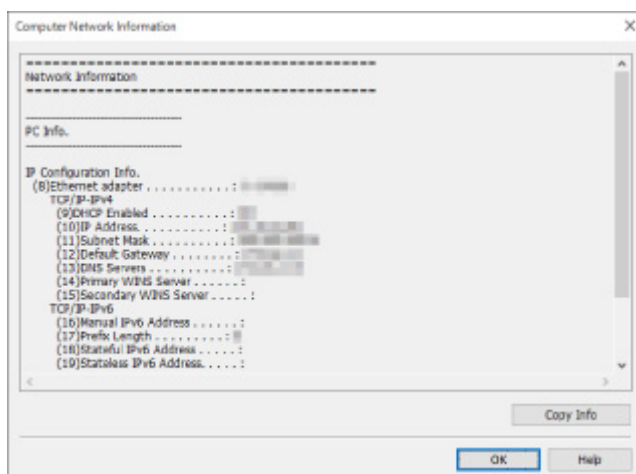 Computer Network Information
========================================
Network Information
========================================
------------------------------
PC Info.
------------------------------
IP Configuration Info.
(8)Ethernet adapter . . . . . . . . . . . :
TCP/IP-IPv4
(9)DHCP Enabled . . . . . . . . . . :
(10)IP Address. . . . . . . . . . . :
(11)Subnet Mask . . . . . . . . . . :
(12)Default Gateway . . . . . . . . :
(13)DNS Servers . . . . . . . . . . :
(14)Primary WINS Server . . . . . . :
(15)Secondary WINS Server . . . . . :
TCP/IP-IPv6
(16)Manual IPv6 Address . . . . . . :
(17)Prefix Length . . . . . . . . . :
(18)Stateful IPv6 Address . . . . . :
(19)Stateless IPv6 Address. . . . . :
Copy Info
OK
Help